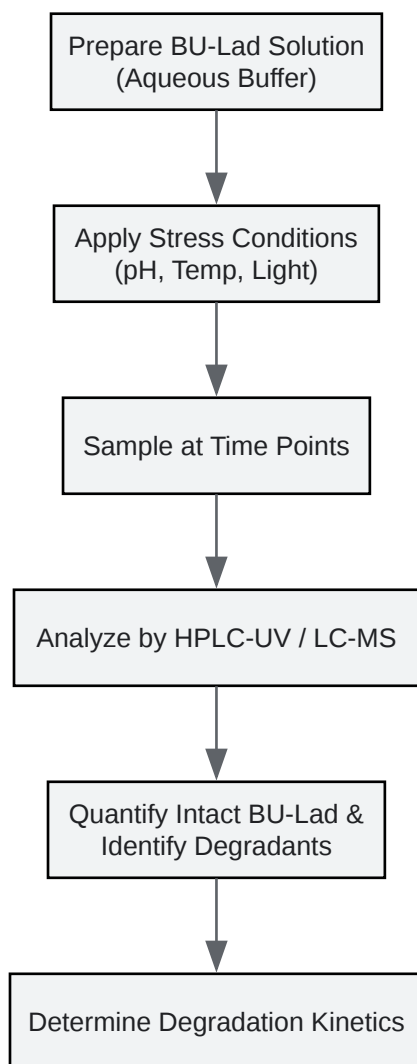 Prepare BU-Lad Solution
(Aqueous Buffer)
Apply Stress Conditions
(pH, Temp, Light)
Sample at Time Points
Analyze by HPLC-UV / LC-MS
Quantify Intact BU-Lad &
Identify Degradants
Determine Degradation Kinetics